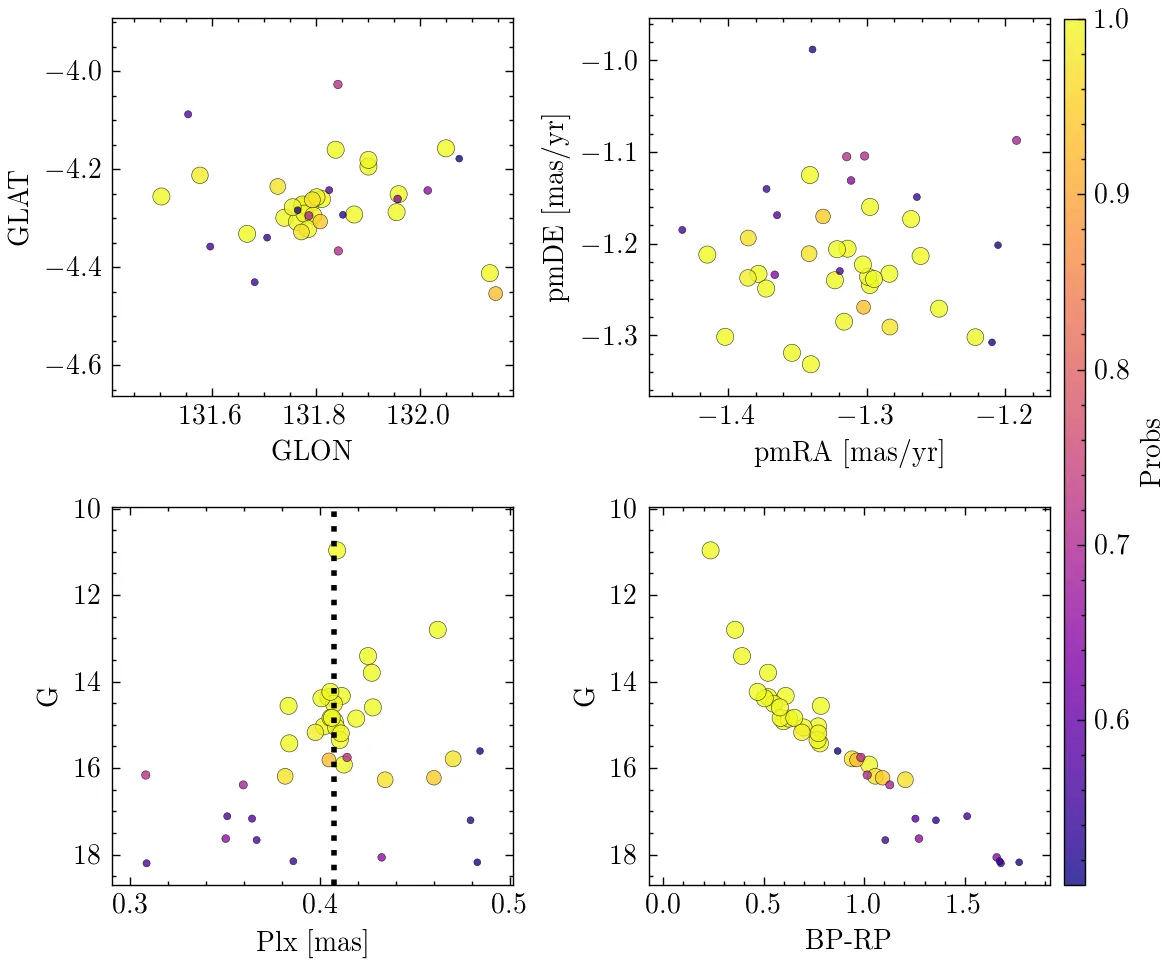 −4.0
−4.2
−4.4
−4.6
GLAT
131.6 131.8 132.0
GLON
−1.0
−1.1
−1.2
−1.3
pmDE [mas/yr]
−1.4 −1.3 −1.2
pmRA [mas/yr]
1.0
0.9
0.8
0.7
0.6
Probs
10
12
14
16
18
G
0.3 0.4 0.5
Plx [mas]
10
12
14
16
18
G
0.0 0.5 1.0 1.5
BP-RP